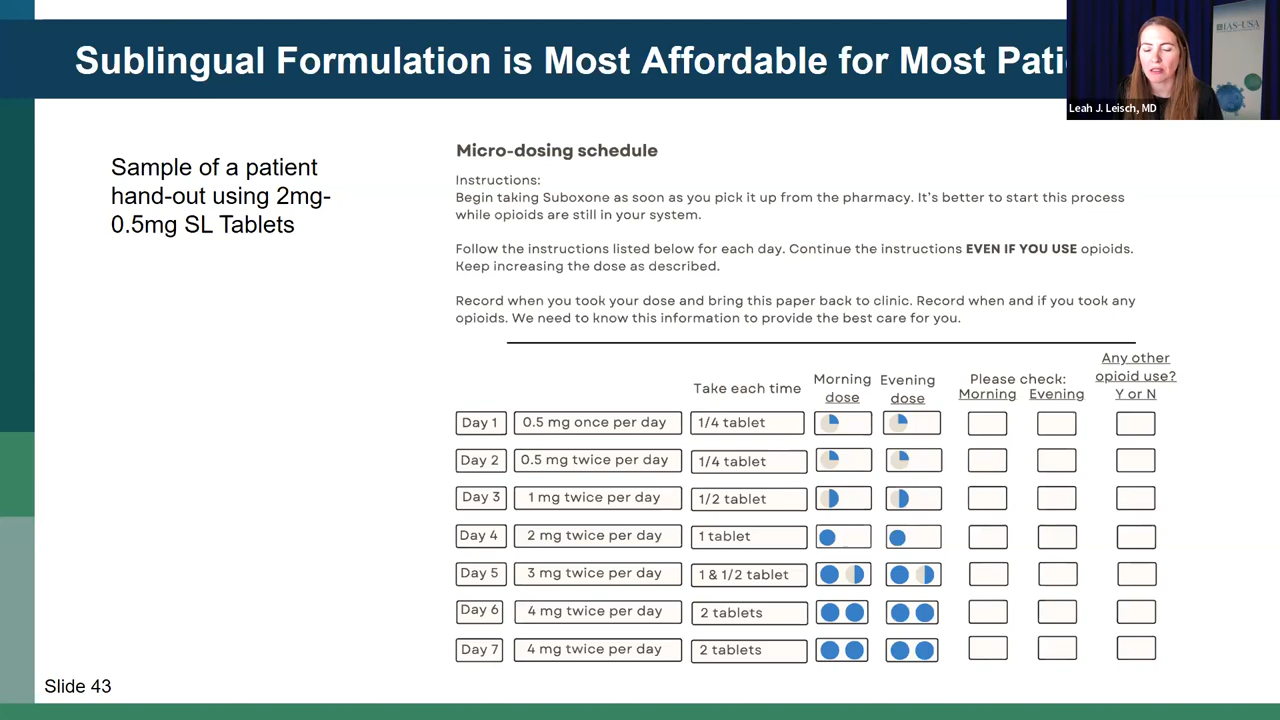 Sublingual Formulation is Most Affordable for Most Pati
IAS-USA
Leah J. Leisch, MD
Sample of a patient
hand-out using 2mg-
0.5mg SL Tablets
Micro-dosing schedule
Instructions:
Begin taking Suboxone as soon as you pick it up from the pharmacy. It's better to start this process
while opioids are still in your system.
Follow the instructions listed below for each day. Continue the instructions EVEN IF YOU USE opioids.
Keep increasing the dose as described.
Record when you took your dose and bring this paper back to clinic. Record when and if you took any
opioids. We need to know this information to provide the best care for you.
Take each time
Morning
dose
Evening
dose
Please check:
Morning Evening
Any other
opioid use?
Y or N
Day 1 0.5 mg once per day 1/4 tablet
Day 2 0.5 mg twice per day 1/4 tablet
Day 3 1 mg twice per day 1/2 tablet
Day 4 2 mg twice per day 1 tablet
Day 5 3 mg twice per day 1 & 1/2 tablet
Day 6 4 mg twice per day 2 tablets
Day 7 4 mg twice per day 2 tablets
Slide 43